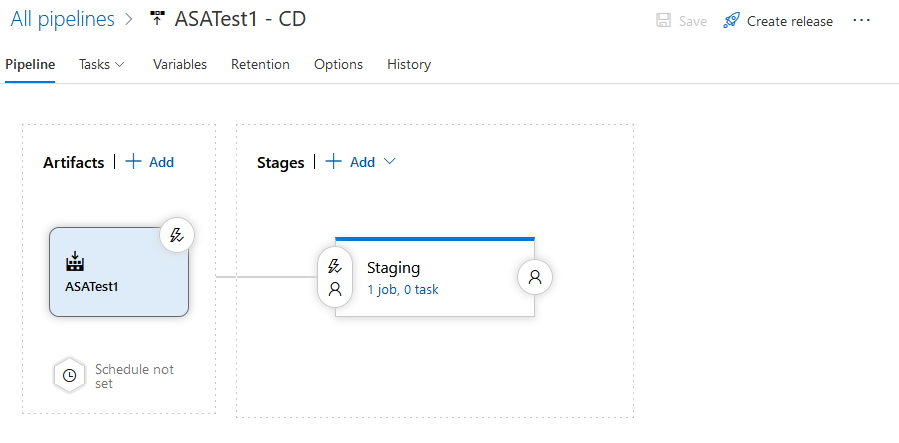 All pipelines > ASATest1 - CD
Save Create release ...
Pipeline Tasks Variables Retention Options History
Artifacts | + Add
Stages | + Add
ASATest1
Staging
1 job, 0 task
Schedule not
set